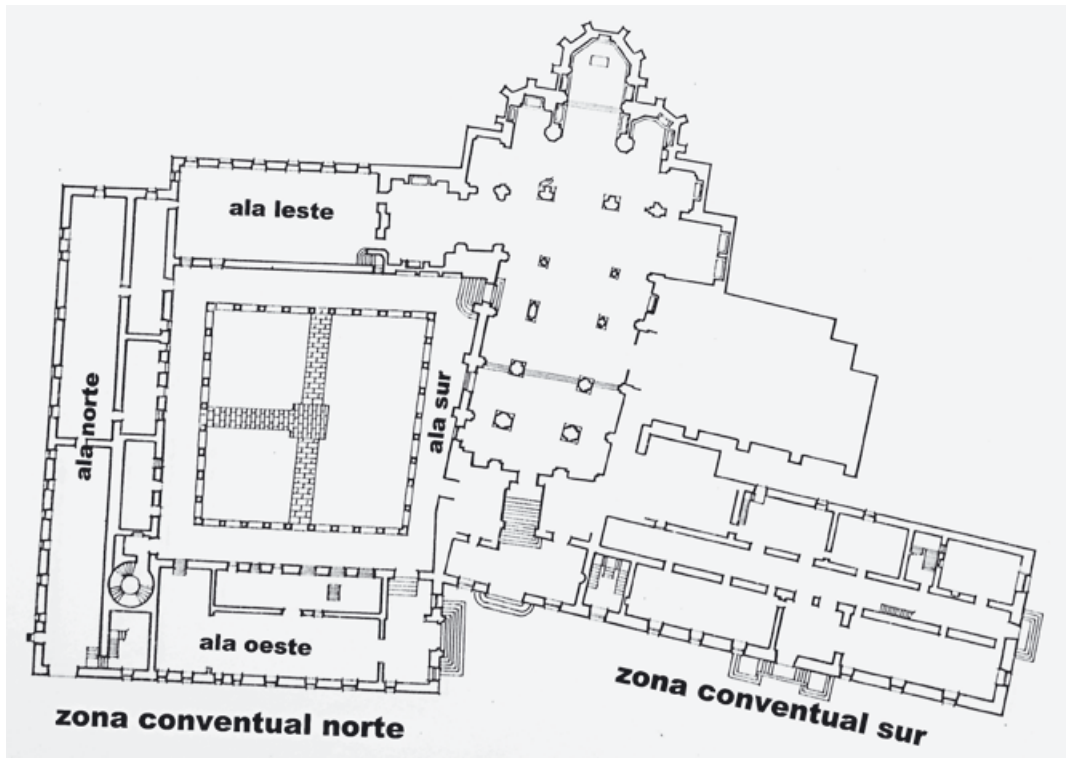 ala leste
ala norte
ala sur
ala oeste
zona conventual norte
zona conventual sur